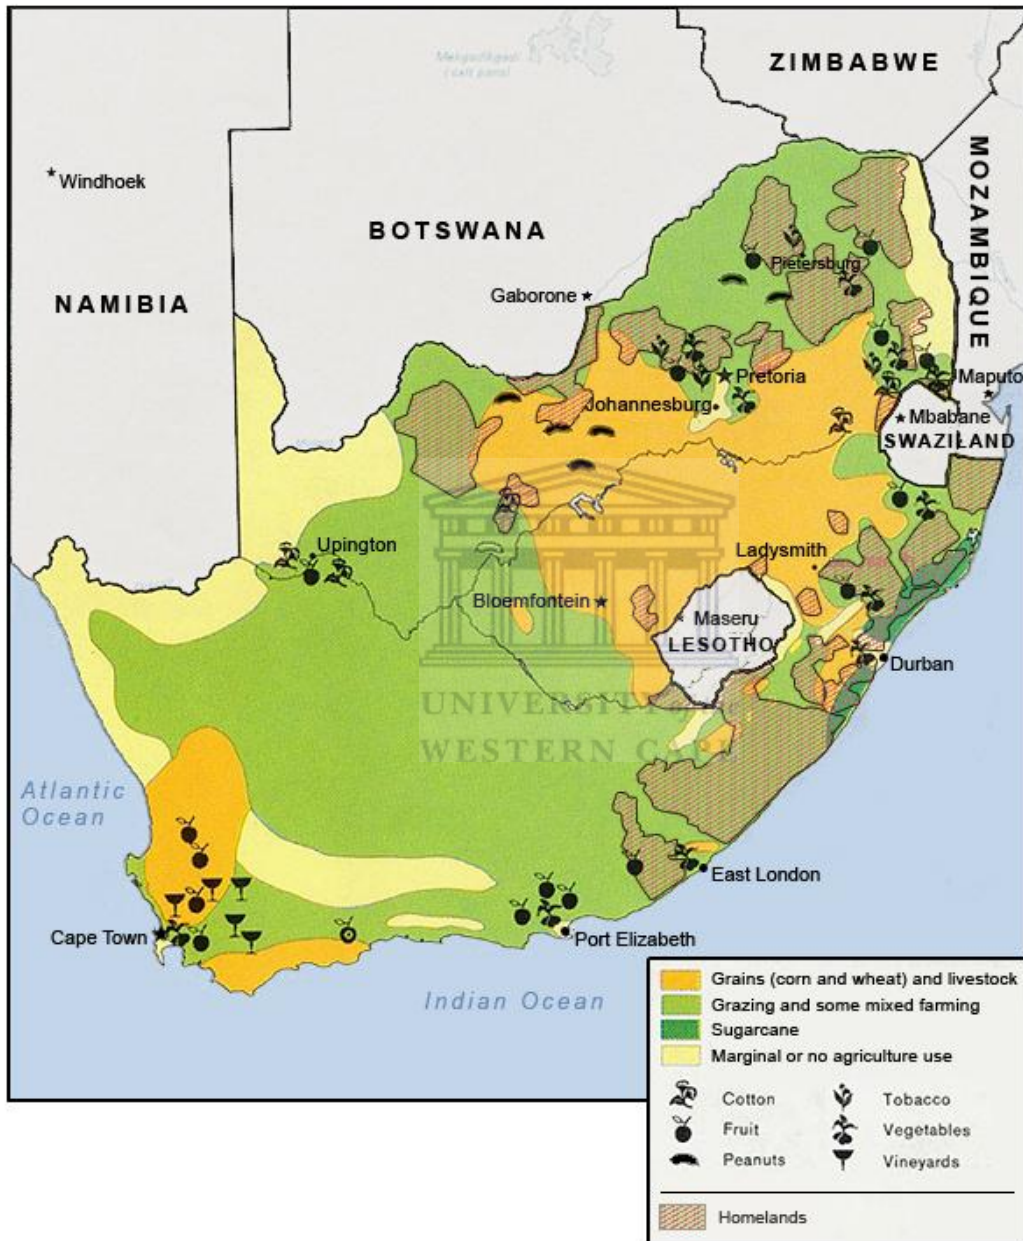 Makgadikgadi
(salt pans)
ZIMBABWE
Windhoek
MOZAMBIQUE
BOTSWANA
Pietersburg
Gaborone
NAMIBIA
Pretoria
Maputo
Johannesburg
Mbabane
SWAZILAND
Upington
Ladysmith
Bloemfontein
Maseru
LESOTHO
Durban
UNIVERSITY of the
WESTERN CAPE
Atlantic
Ocean
East London
Cape Town
Port Elizabeth
Indian Ocean
Grains (corn and wheat) and livestock
Grazing and some mixed farming
Sugarcane
Marginal or no agriculture use
Cotton
Tobacco
Fruit
Vegetables
Peanuts
Vineyards
Homelands